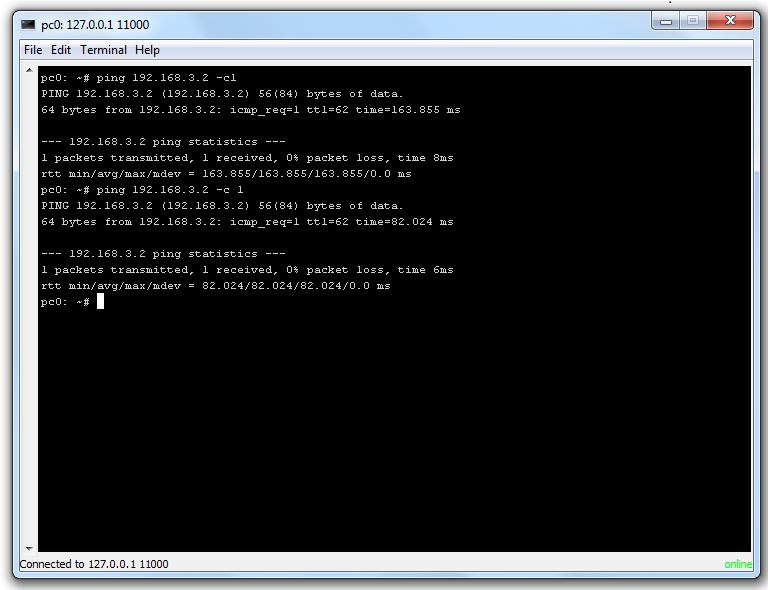 pc0: 127.0.0.1 11000
File Edit Terminal Help
pc0: ~# ping 192.168.3.2 -c1
PING 192.168.3.2 (192.168.3.2) 56(84) bytes of data.
64 bytes from 192.168.3.2: icmp_req=1 ttl=62 time=163.855 ms
--- 192.168.3.2 ping statistics ---
1 packets transmitted, 1 received, 0% packet loss, time 8ms
rtt min/avg/max/mdev = 163.855/163.855/163.855/0.0 ms
pc0: ~# ping 192.168.3.2 -c 1
PING 192.168.3.2 (192.168.3.2) 56(84) bytes of data.
64 bytes from 192.168.3.2: icmp_req=1 ttl=62 time=82.024 ms
--- 192.168.3.2 ping statistics ---
1 packets transmitted, 1 received, 0% packet loss, time 6ms
rtt min/avg/max/mdev = 82.024/82.024/82.024/0.0 ms
pc0: ~#
Connected to 127.0.0.1 11000 online